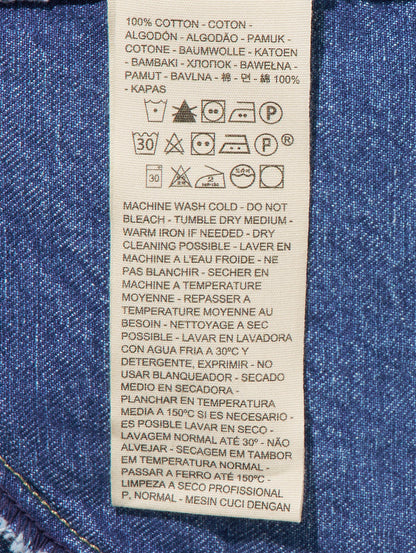 100% COTTON - COTON -
ALGODÓN - ALGODÃO - PAMUK -
COTONE - BAUMWOLLE - KATOEN
- BAMBAKI - ХЛОПОК - BAWEŁNA -
PAMUT - BAVLNA - 棉 - 면 - 綿 100%
- KAPAS
P
30 P ®
30
MACHINE WASH COLD - DO NOT
BLEACH - TUMBLE DRY MEDIUM -
WARM IRON IF NEEDED - DRY
CLEANING POSSIBLE - LAVER EN
MACHINE A L'EAU FROIDE - NE
PAS BLANCHIR - SECHER EN
MACHINE A TEMPERATURE
MOYENNE - REPASSER A
TEMPERATURE MOYENNE AU
BESOIN - NETTOYAGE A SEC
POSSIBLE - LAVAR EN LAVADORA
CON AGUA FRIA A 30ºC Y
DETERGENTE, EXPRIMIR - NO
USAR BLANQUEADOR - SECADO
MEDIO EN SECADORA -
PLANCHAR EN TEMPERATURA
MEDIA A 150ºC SI ES NECESARIO -
ES POSIBLE LAVAR EN SECO -
LAVAGEM NORMAL ATÉ 30º - NÃO
ALVEJAR - SECAGEM EM TAMBOR
EM TEMPERATURA NORMAL -
PASSAR A FERRO ATÉ 150ºC -
LIMPEZA A SECO PROFISSIONAL
P, NORMAL - MESIN CUCI DENGAN